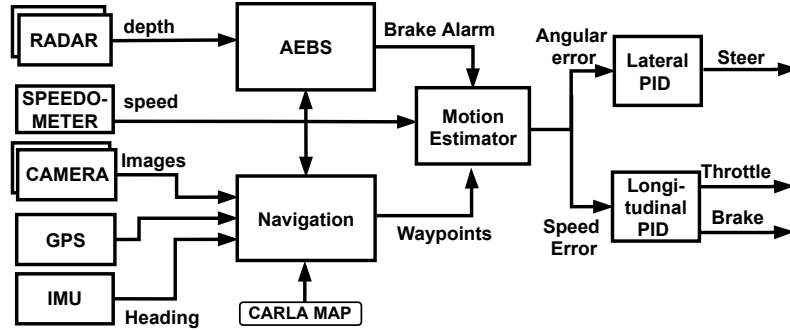 RADAR
depth
AEBS
Brake Alarm
SPEEDO-
METER
speed
Motion
Estimator
Angular
error
Lateral
PID
Steer
CAMERA
Images
GPS
IMU
Heading
Navigation
Waypoints
CARLA MAP
Speed
Error
Longi-
tudinal
PID
Throttle
Brake